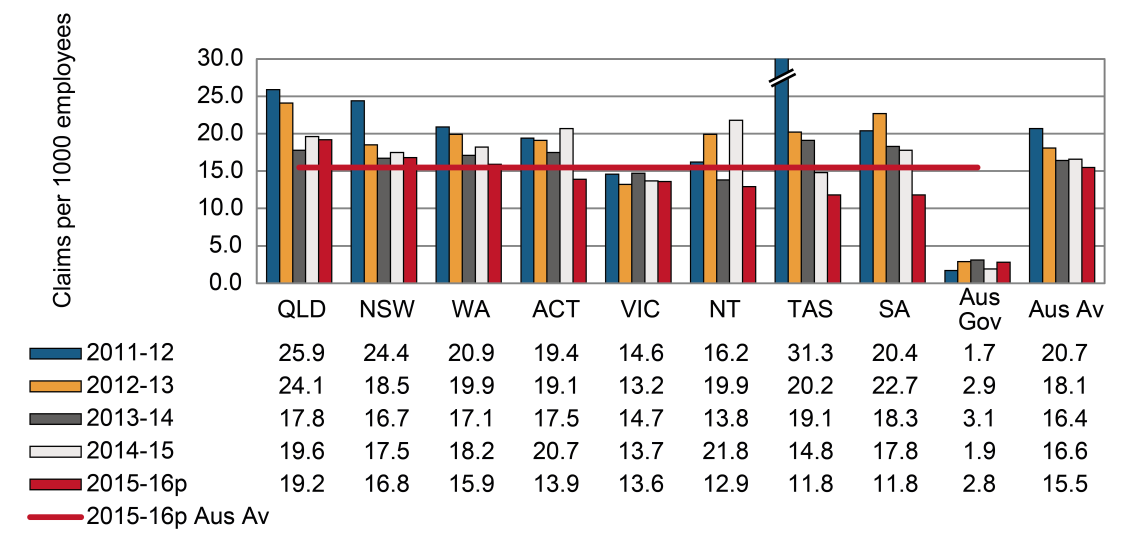 Claims per 1000 employees
30.0
25.0
20.0
15.0
10.0
5.0
0.0
QLD NSW WA ACT VIC NT TAS SA Aus Gov Aus Av
2011-12 25.9 24.4 20.9 19.4 14.6 16.2 31.3 20.4 1.7 20.7
2012-13 24.1 18.5 19.9 19.1 13.2 19.9 20.2 22.7 2.9 18.1
2013-14 17.8 16.7 17.1 17.5 14.7 13.8 19.1 18.3 3.1 16.4
2014-15 19.6 17.5 18.2 20.7 13.7 21.8 14.8 17.8 1.9 16.6
2015-16p 19.2 16.8 15.9 13.9 13.6 12.9 11.8 11.8 2.8 15.5
2015-16p Aus Av